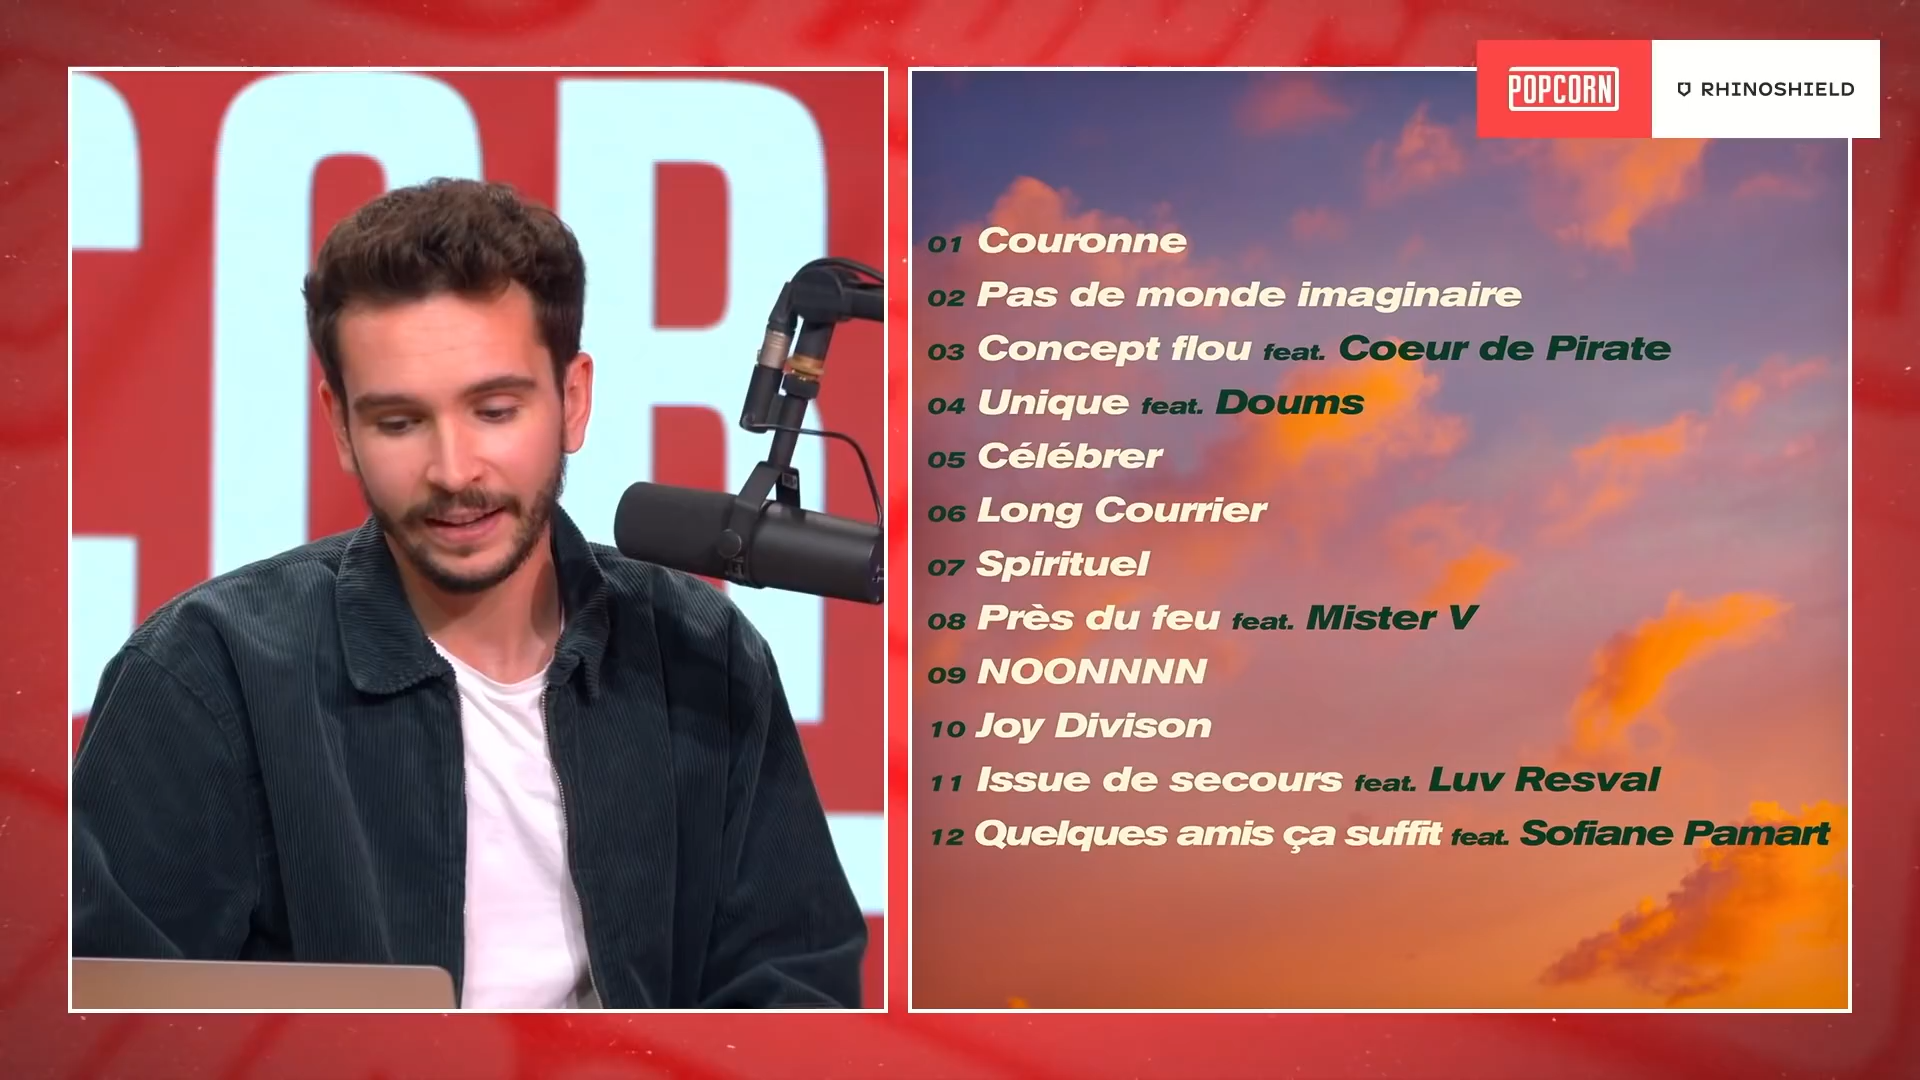 POPCORN
RHINOSHIELD
COR
01 Couronne
02 Pas de monde imaginaire
03 Concept flou feat. Coeur de Pirate
04 Unique feat. Doums
05 Célébrer
06 Long Courrier
07 Spirituel
08 Près du feu feat. Mister V
09 NOONNNN
10 Joy Divison
11 Issue de secours feat. Luv Resval
12 Quelques amis ça suffit feat. Sofiane Pamart